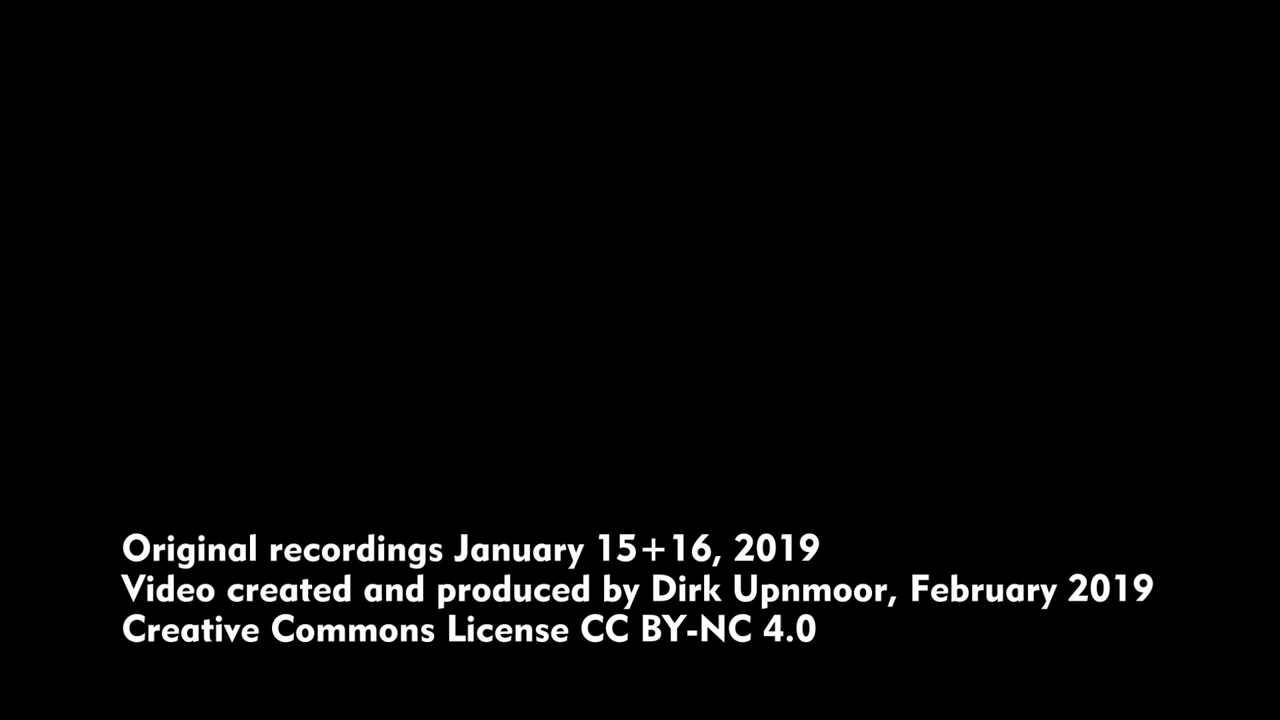 Original recordings January 15+16, 2019
Video created and produced by Dirk Upnmoor, February 2019
Creative Commons License CC BY-NC 4.0